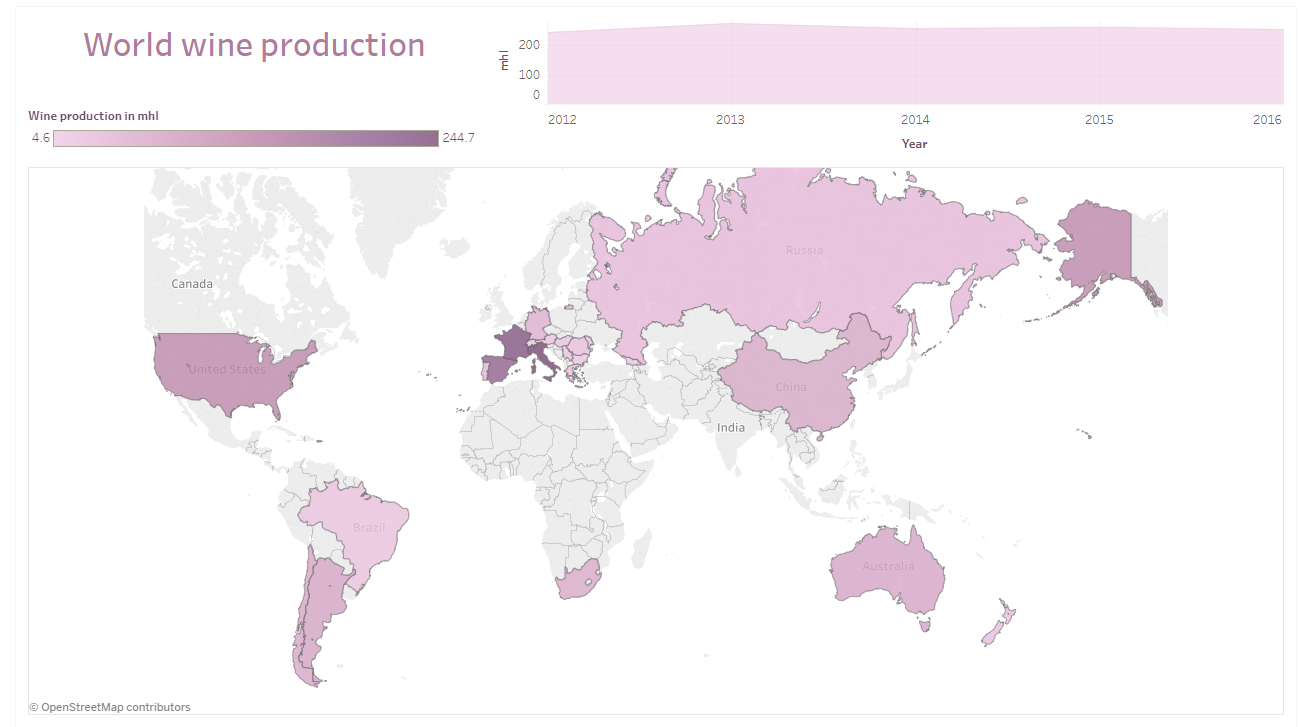 World wine production
200
mhl
100
0
2012 2013 2014 2015 2016
Year
Wine production in mhl
4.6 244.7
Russia
Canada
United States
China
India
Brazil
Australia
© OpenStreetMap contributors